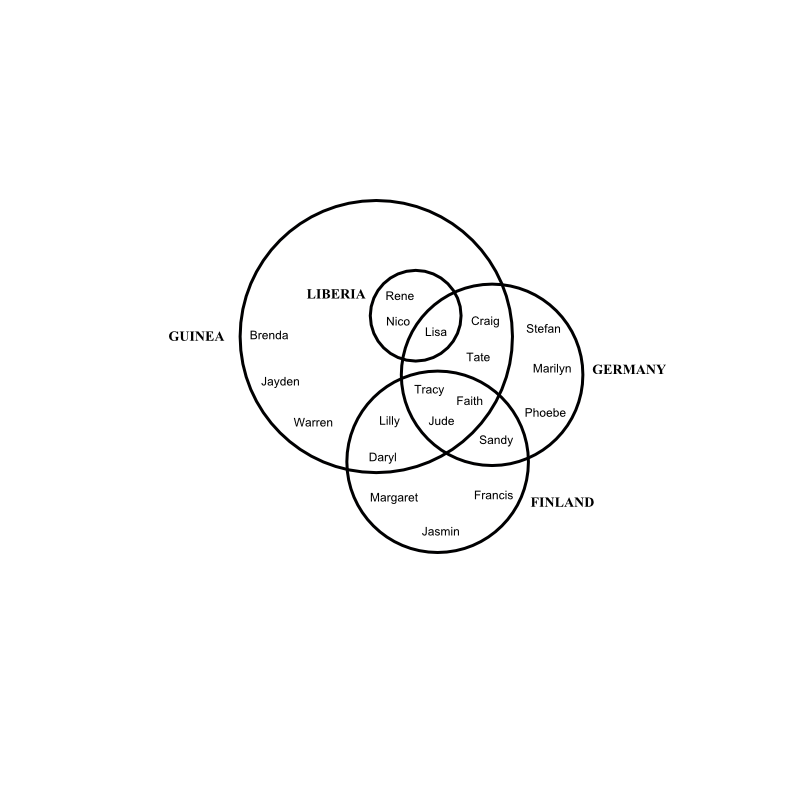 LIBERIA
Rene
Nico
Lisa
Craig
Stefan
GUINEA
Brenda
Tate
Marilyn
GERMANY
Jayden
Tracy
Faith
Phoebe
Warren
Lilly
Jude
Sandy
Daryl
Margaret
Francis
FINLAND
Jasmin